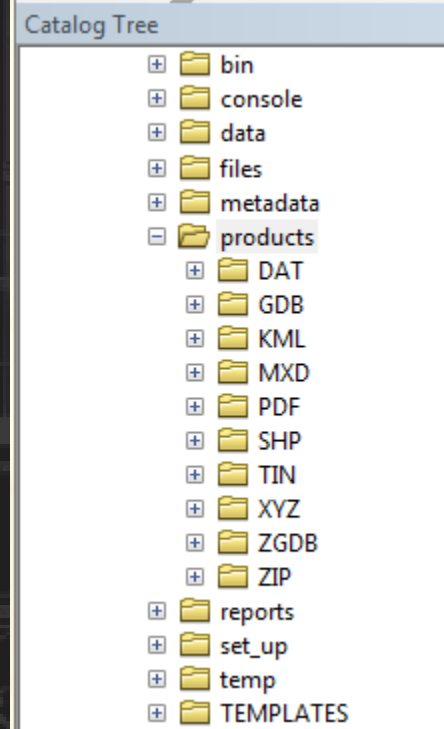 Catalog Tree
bin
console
data
files
metadata
products
DAT
GDB
KML
MXD
PDF
SHP
TIN
XYZ
ZGDB
ZIP
reports
set_up
temp
TEMPLATES